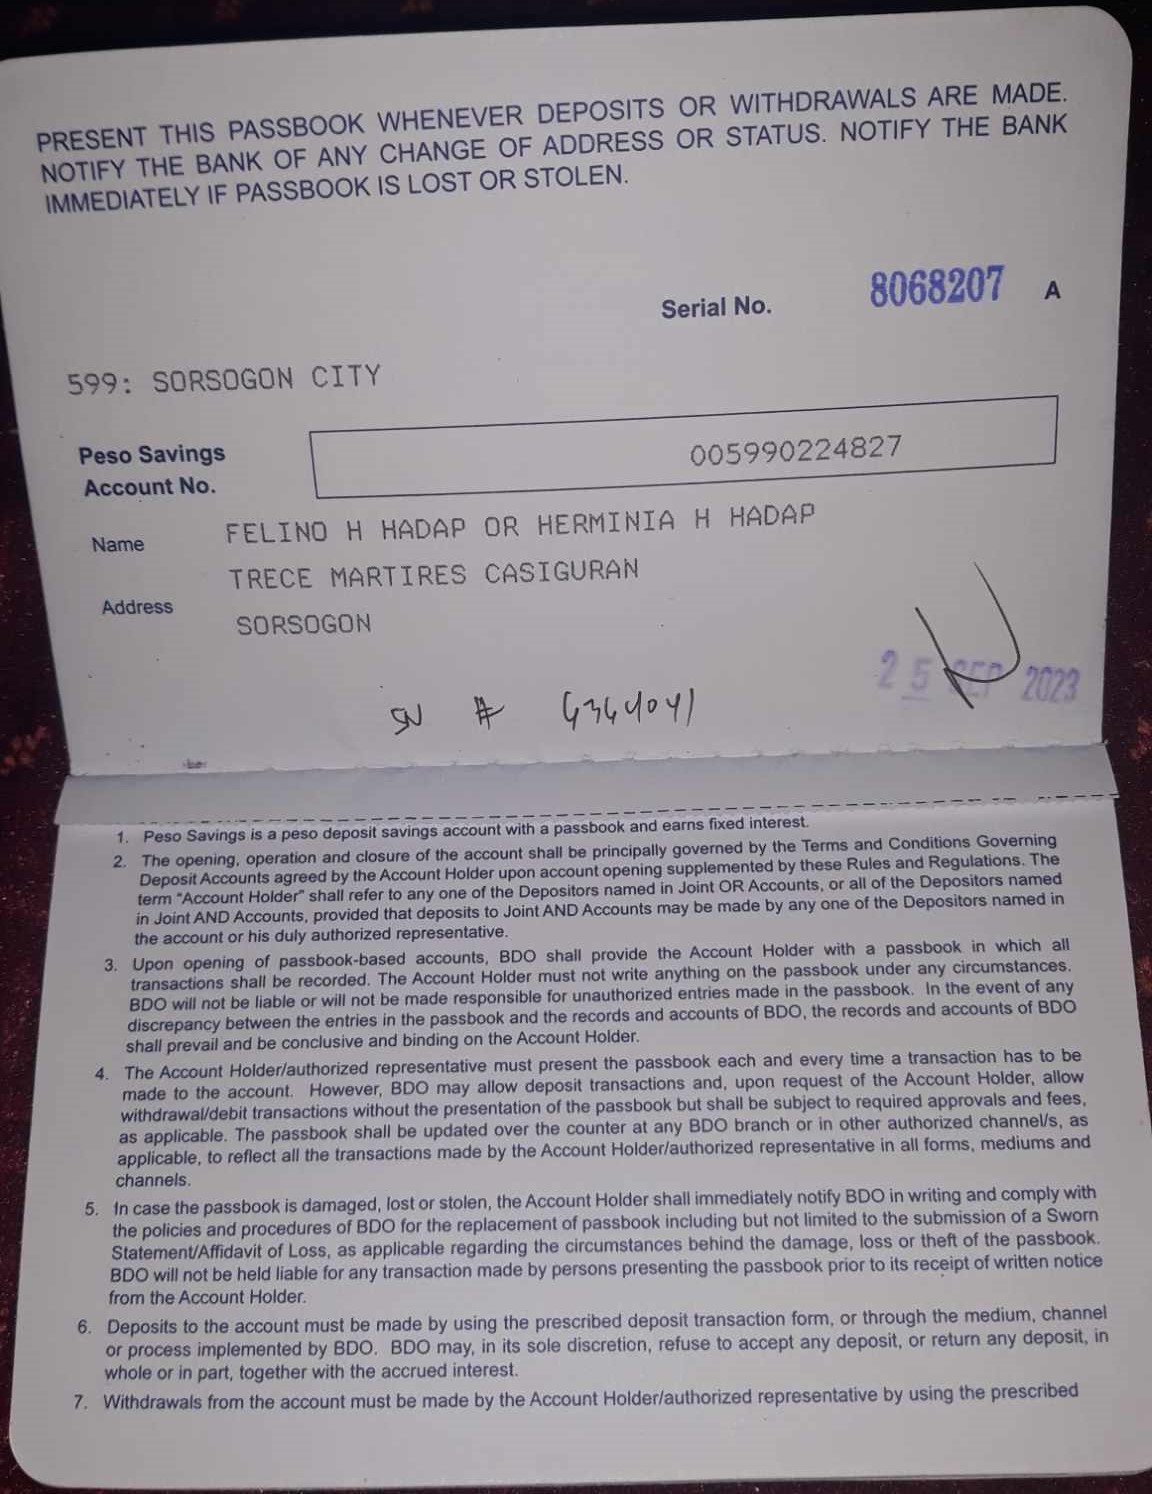 PRESENT THIS PASSBOOK WHENEVER DEPOSITS OR WITHDRAWALS ARE MADE.
NOTIFY THE BANK OF ANY CHANGE OF ADDRESS OR STATUS. NOTIFY THE BANK
IMMEDIATELY IF PASSBOOK IS LOST OR STOLEN.
Serial No. 8068207 A
599: SORSOGON CITY
Peso Savings
Account No. 005990224827
Name FELINO H HADAP OR HERMINIA H HADAP
TRECE MARTIRES CASIGURAN
Address
SORSOGON
25 SEP 2023
#
1. Peso Savings is a peso deposit savings account with a passbook and earns fixed interest.
2. The opening, operation and closure of the account shall be principally governed by the Terms and Conditions Governing
Deposit Accounts agreed by the Account Holder upon account opening supplemented by these Rules and Regulations. The
term “Account Holder” shall refer to any one of the Depositors named in Joint OR Accounts, or all of the Depositors named
in Joint AND Accounts, provided that deposits to Joint AND Accounts may be made by any one of the Depositors named in
the account or his duly authorized representative.
3. Upon opening of passbook-based accounts, BDO shall provide the Account Holder with a passbook in which all
transactions shall be recorded. The Account Holder must not write anything on the passbook under any circumstances.
BDO will not be liable or will not be made responsible for unauthorized entries made in the passbook. In the event of any
discrepancy between the entries in the passbook and the records and accounts of BDO, the records and accounts of BDO
shall prevail and be conclusive and binding on the Account Holder.
4. The Account Holder/authorized representative must present the passbook each and every time a transaction has to be
made to the account. However, BDO may allow deposit transactions and, upon request of the Account Holder, allow
withdrawal/debit transactions without the presentation of the passbook but shall be subject to required approvals and fees,
as applicable. The passbook shall be updated over the counter at any BDO branch or in other authorized channel/s, as
applicable, to reflect all the transactions made by the Account Holder/authorized representative in all forms, mediums and
channels.
5. In case the passbook is damaged, lost or stolen, the Account Holder shall immediately notify BDO in writing and comply with
the policies and procedures of BDO for the replacement of passbook including but not limited to the submission of a Sworn
Statement/Affidavit of Loss, as applicable regarding the circumstances behind the damage, loss or theft of the passbook.
BDO will not be held liable for any transaction made by persons presenting the passbook prior to its receipt of written notice
from the Account Holder.
6. Deposits to the account must be made by using the prescribed deposit transaction form, or through the medium, channel
or process implemented by BDO. BDO may, in its sole discretion, refuse to accept any deposit, or return any deposit, in
whole or in part, together with the accrued interest.
7. Withdrawals from the account must be made by the Account Holder/authorized representative by using the prescribed